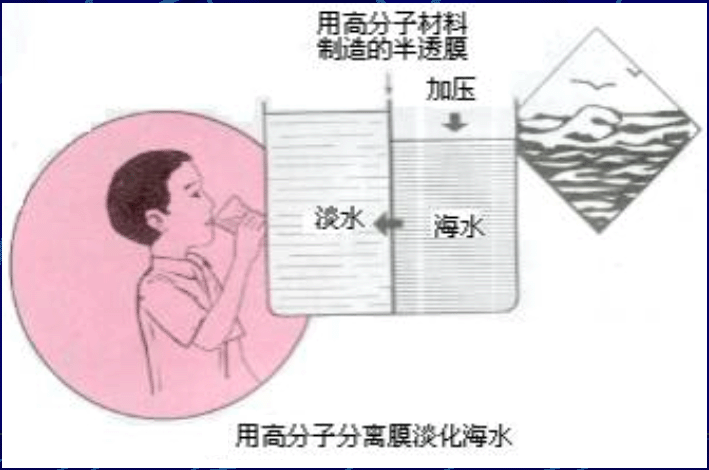 用高分子材料
制造的半透膜
加压
淡水
海水
用高分子分离膜淡化海水